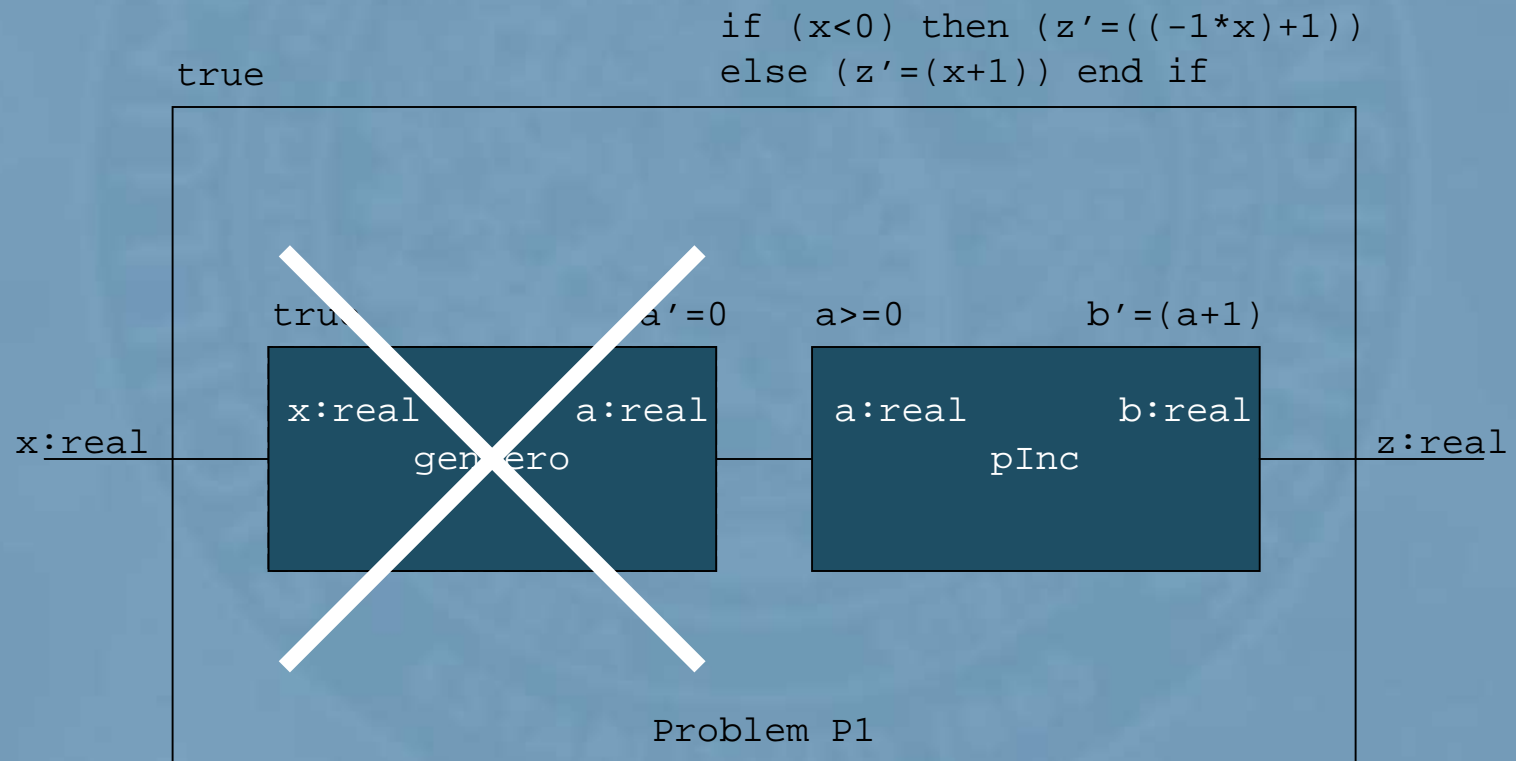 if (x<0) then (z′=((-1*x)+1))
true else (z′=(x+1)) end if
a′=0 a>=0 b′=(a+1)
x:real a:real a:real b:real
x:real z:real
pInc
Problem P1